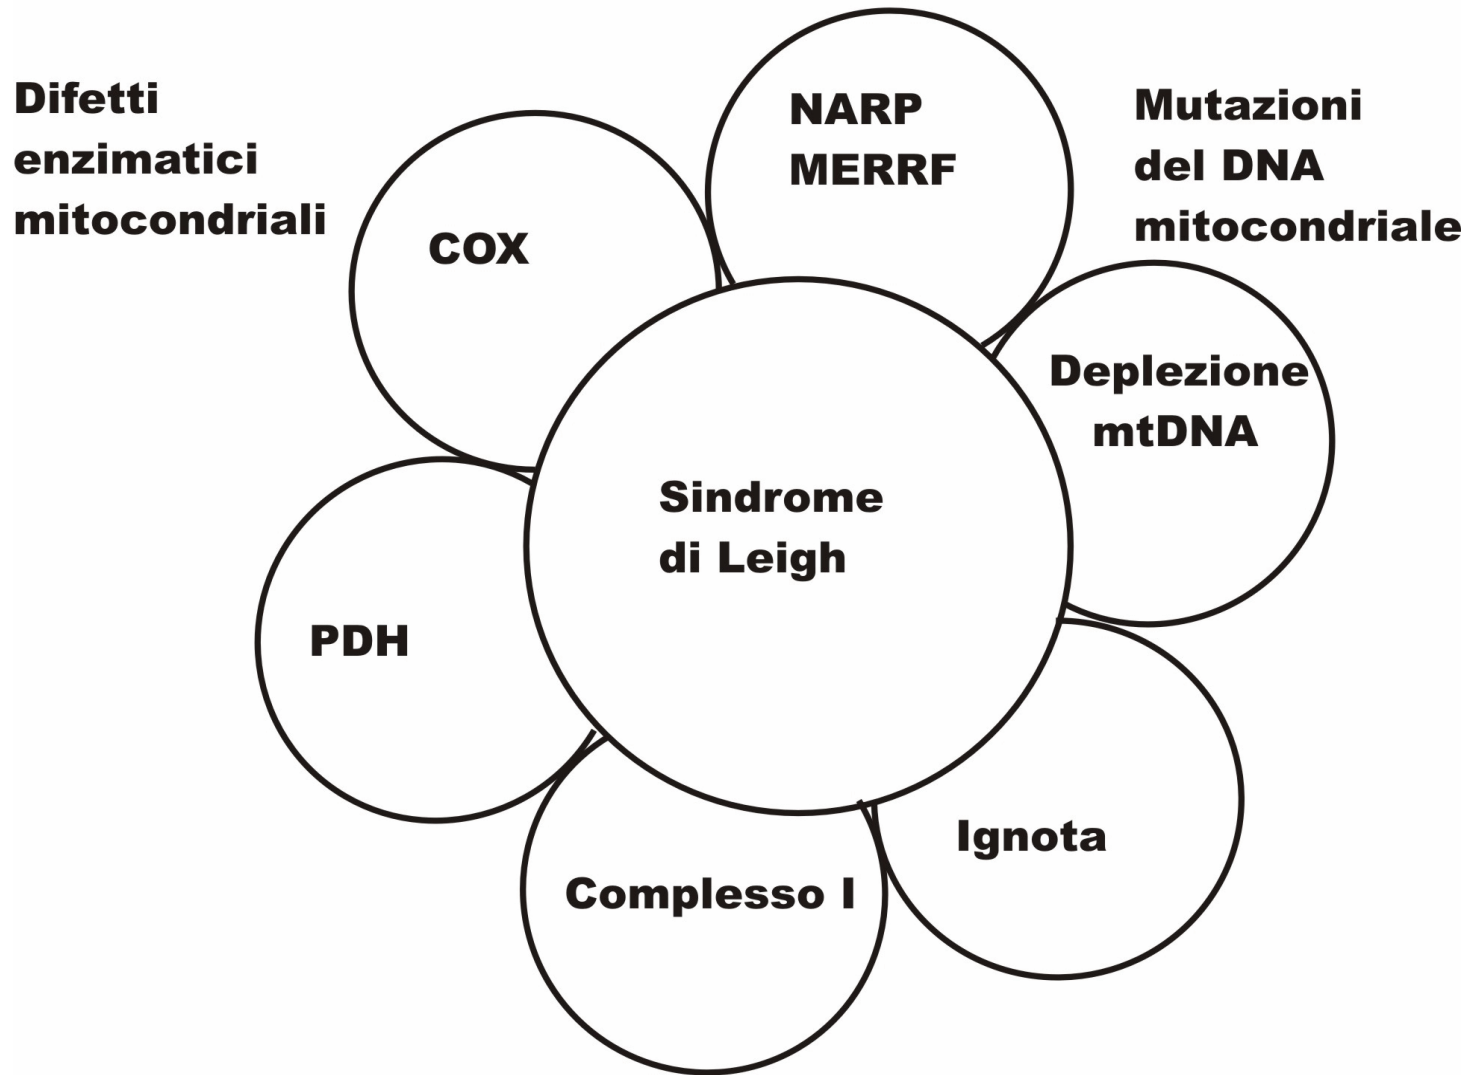 Difetti
enzimatici
mitocondriali
NARP
MERRF
Mutazioni
del DNA
mitocondriale
COX
Deplezione
mtDNA
Sindrome
di Leigh
PDH
Ignota
Complesso I